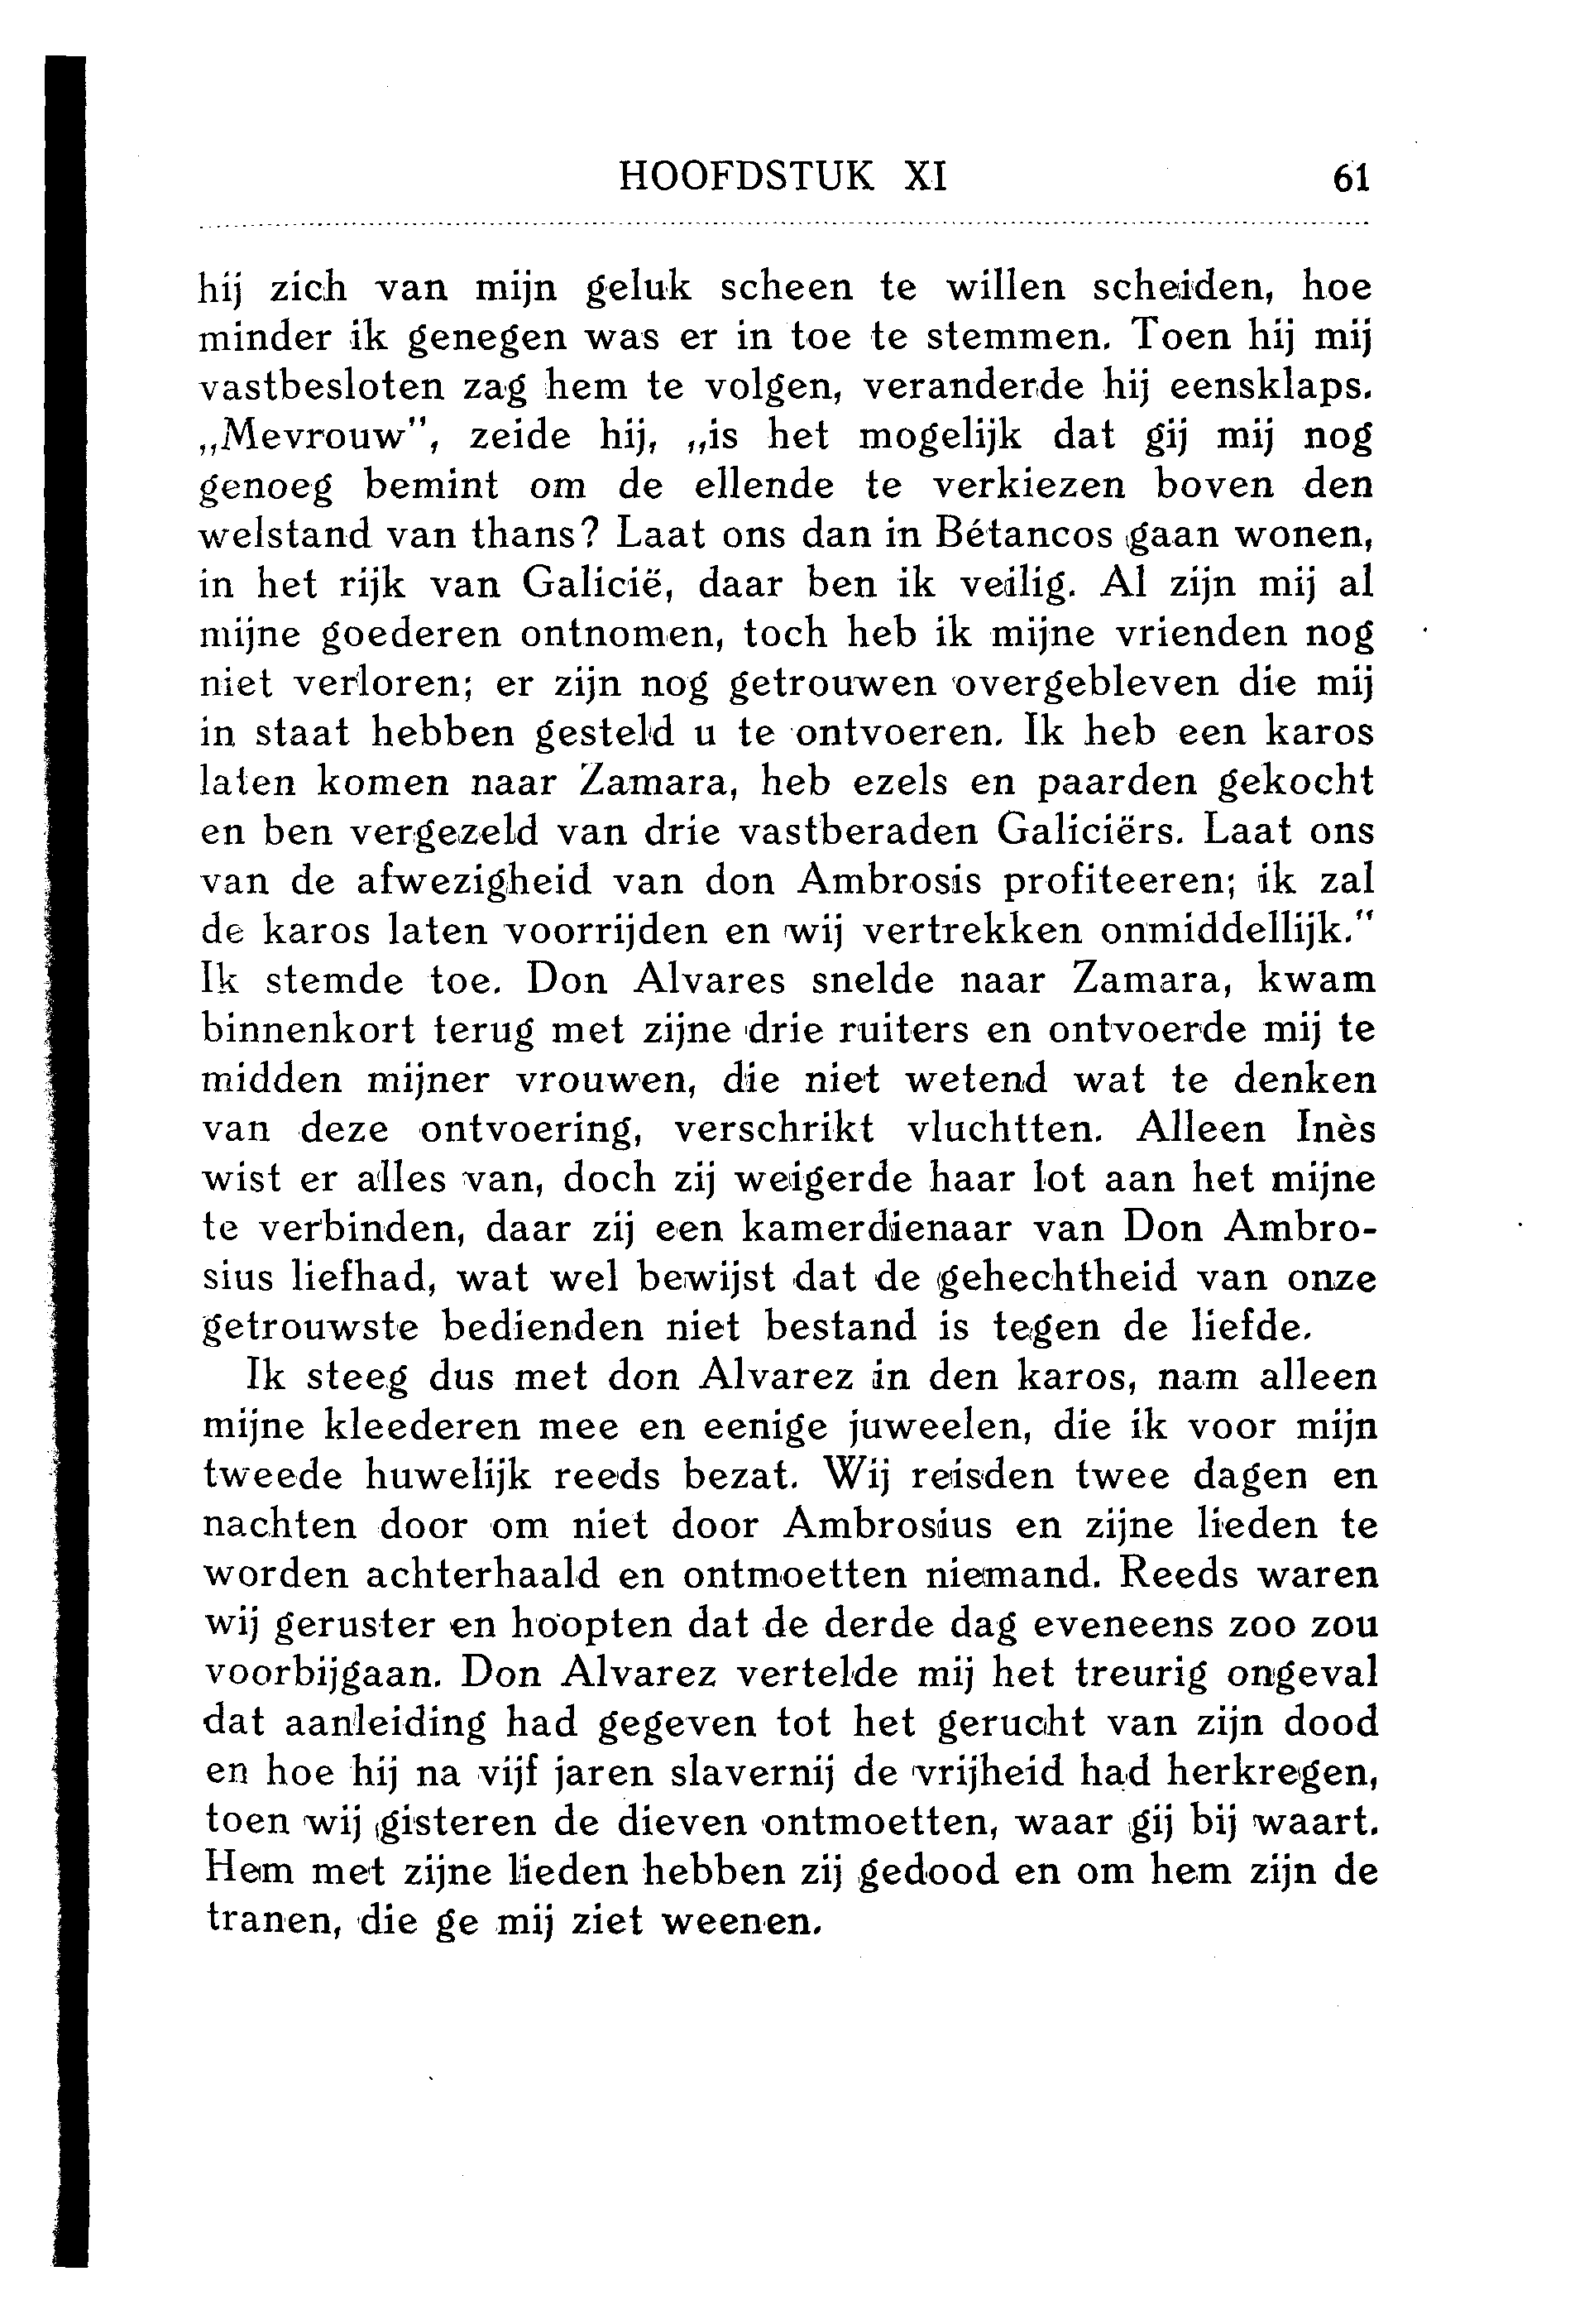 HOOFDSTUK XI 61
hij zich van mijn geluk scheen te willen scheiden, hoe
minder ik genegen was er in toe te stemmen. Toen hij mij
vastbesloten zag hem te volgen, veranderde hij eensklaps.
„Mevrouw", zeide hij, „is het mogelijk dat gij mij nog
genoeg bemint om de ellende te verkiezen boven den
welstand van thans? Laat ons dan in Bétancos gaan wonen,
in het rijk van Galicië, daar ben ik veilig. Al zijn mij al
mijne goederen ontnomen, toch heb ik mijne vrienden nog
niet verloren; er zijn nog getrouwen overgebleven die mij
in staat hebben gesteld u te ontvoeren. Ik heb een karos
laten komen naar Zamara, heb ezels en paarden gekocht
en ben vergezeld van drie vastberaden Galiciërs. Laat ons
van de afwezigheid van don Ambrosis profiteeren; ik zal
de karos laten voorrijden en wij vertrekken onmiddellijk."
Ik stemde toe. Don Alvares snelde naar Zamara, kwam
binnenkort terug met zijne drie ruiters en ontvoerde mij te
midden mijner vrouwen, die niet wetend wat te denken
van deze ontvoering, verschrikt vluchtten. Alleen Inès
wist er alles van, doch zij weigerde haar lot aan het mijne
te verbinden, daar zij een kamerdienaar van Don Ambro-
sius liefhad, wat wel bewijst dat de gehechtheid van onze
getrouwste bedienden niet bestand is tegen de liefde.
Ik steeg dus met don Alvarez in den karos, nam alleen
mijne kleederen mee en eenige juweelen, die ik voor mijn
tweede huwelijk reeds bezat. Wij reisden twee dagen en
nachten door om niet door Ambrosius en zijne lieden te
worden achterhaald en ontmoetten niemand. Reeds waren
wij geruster en hoopten dat de derde dag eveneens zoo zou
voorbijgaan. Don Alvarez vertelde mij het treurig ongeval
dat aanleiding had gegeven tot het gerucht van zijn dood
en hoe hij na vijf jaren slavernij de vrijheid had herkregen,
toen wij gisteren de dieven ontmoetten, waar gij bij waart.
Hem met zijne lieden hebben zij gedood en om hem zijn de
tranen, die ge mij ziet weenen.